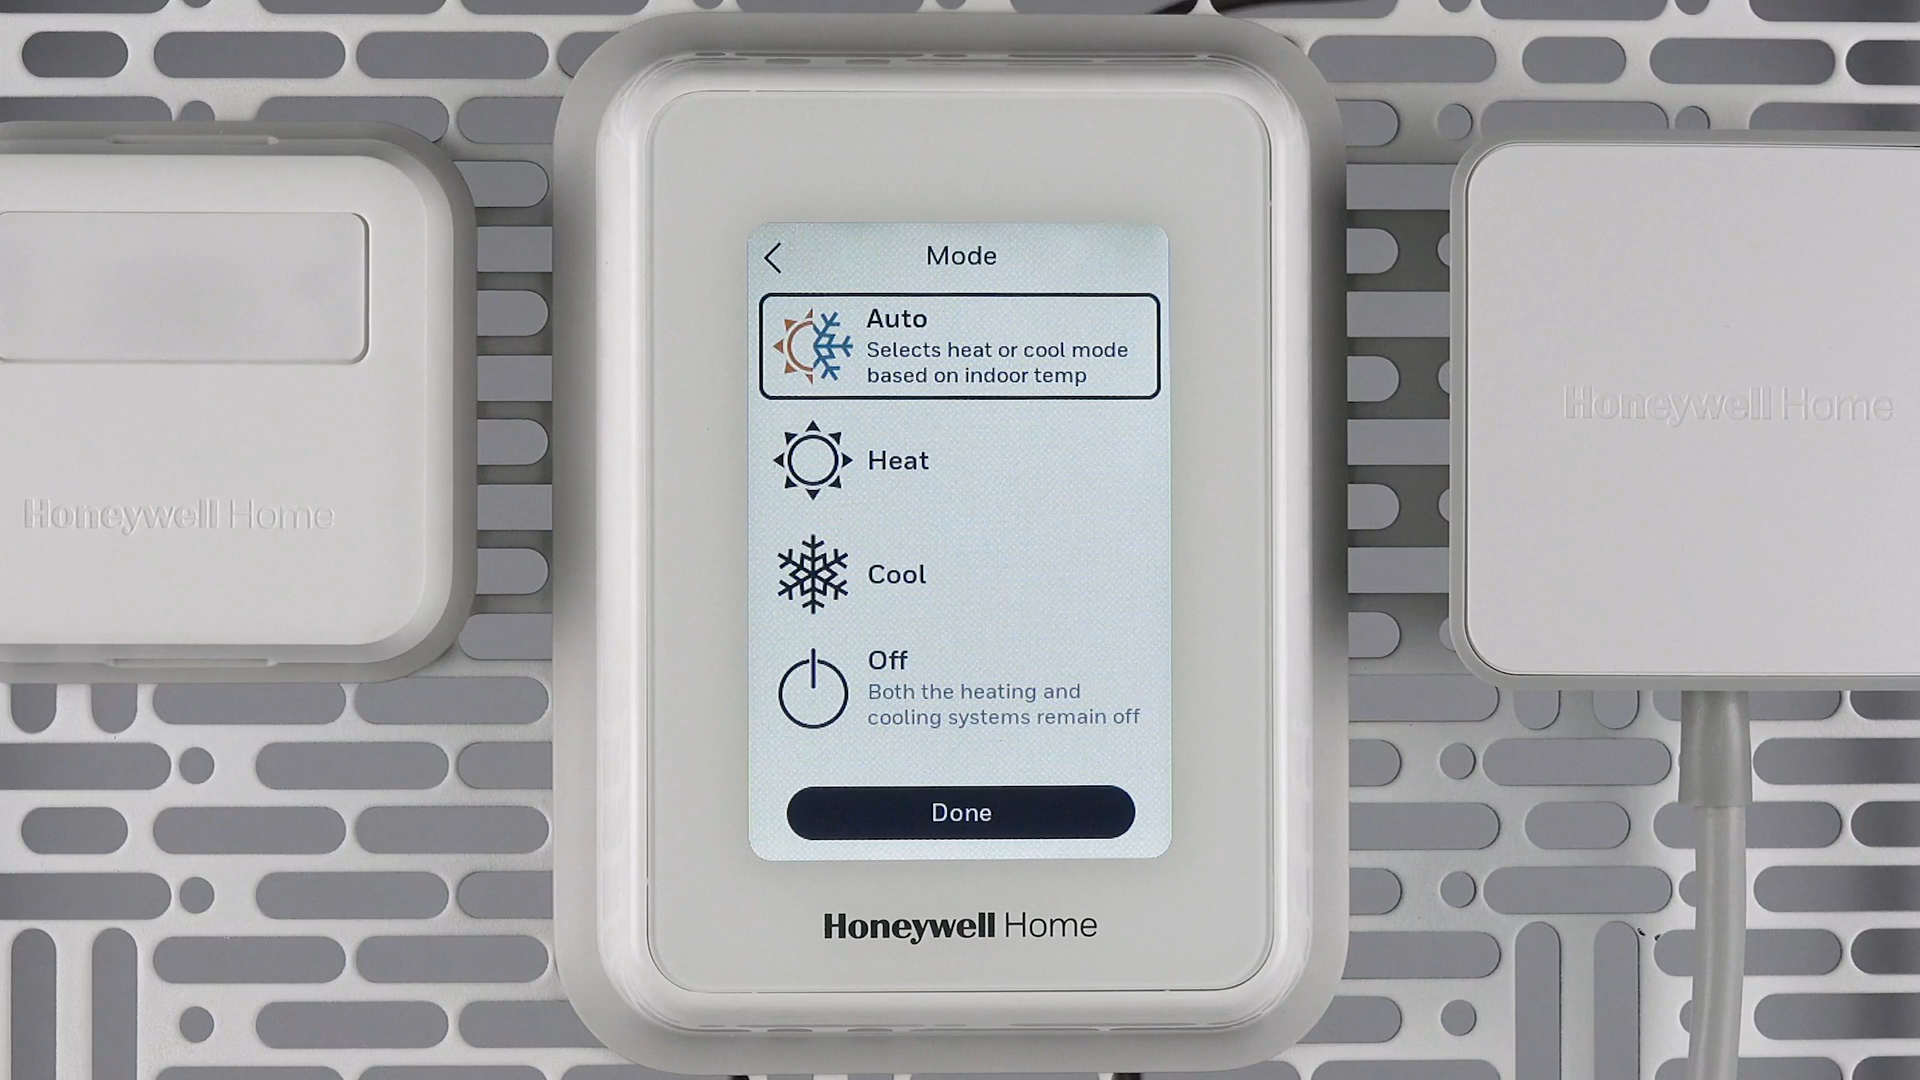 Mode
Auto
Selects heat or cool mode
based on indoor temp
Heat
Cool
Off
Both the heating and
cooling systems remain off
Done
Honeywell Home
Honeywell Home
Honeywell Home